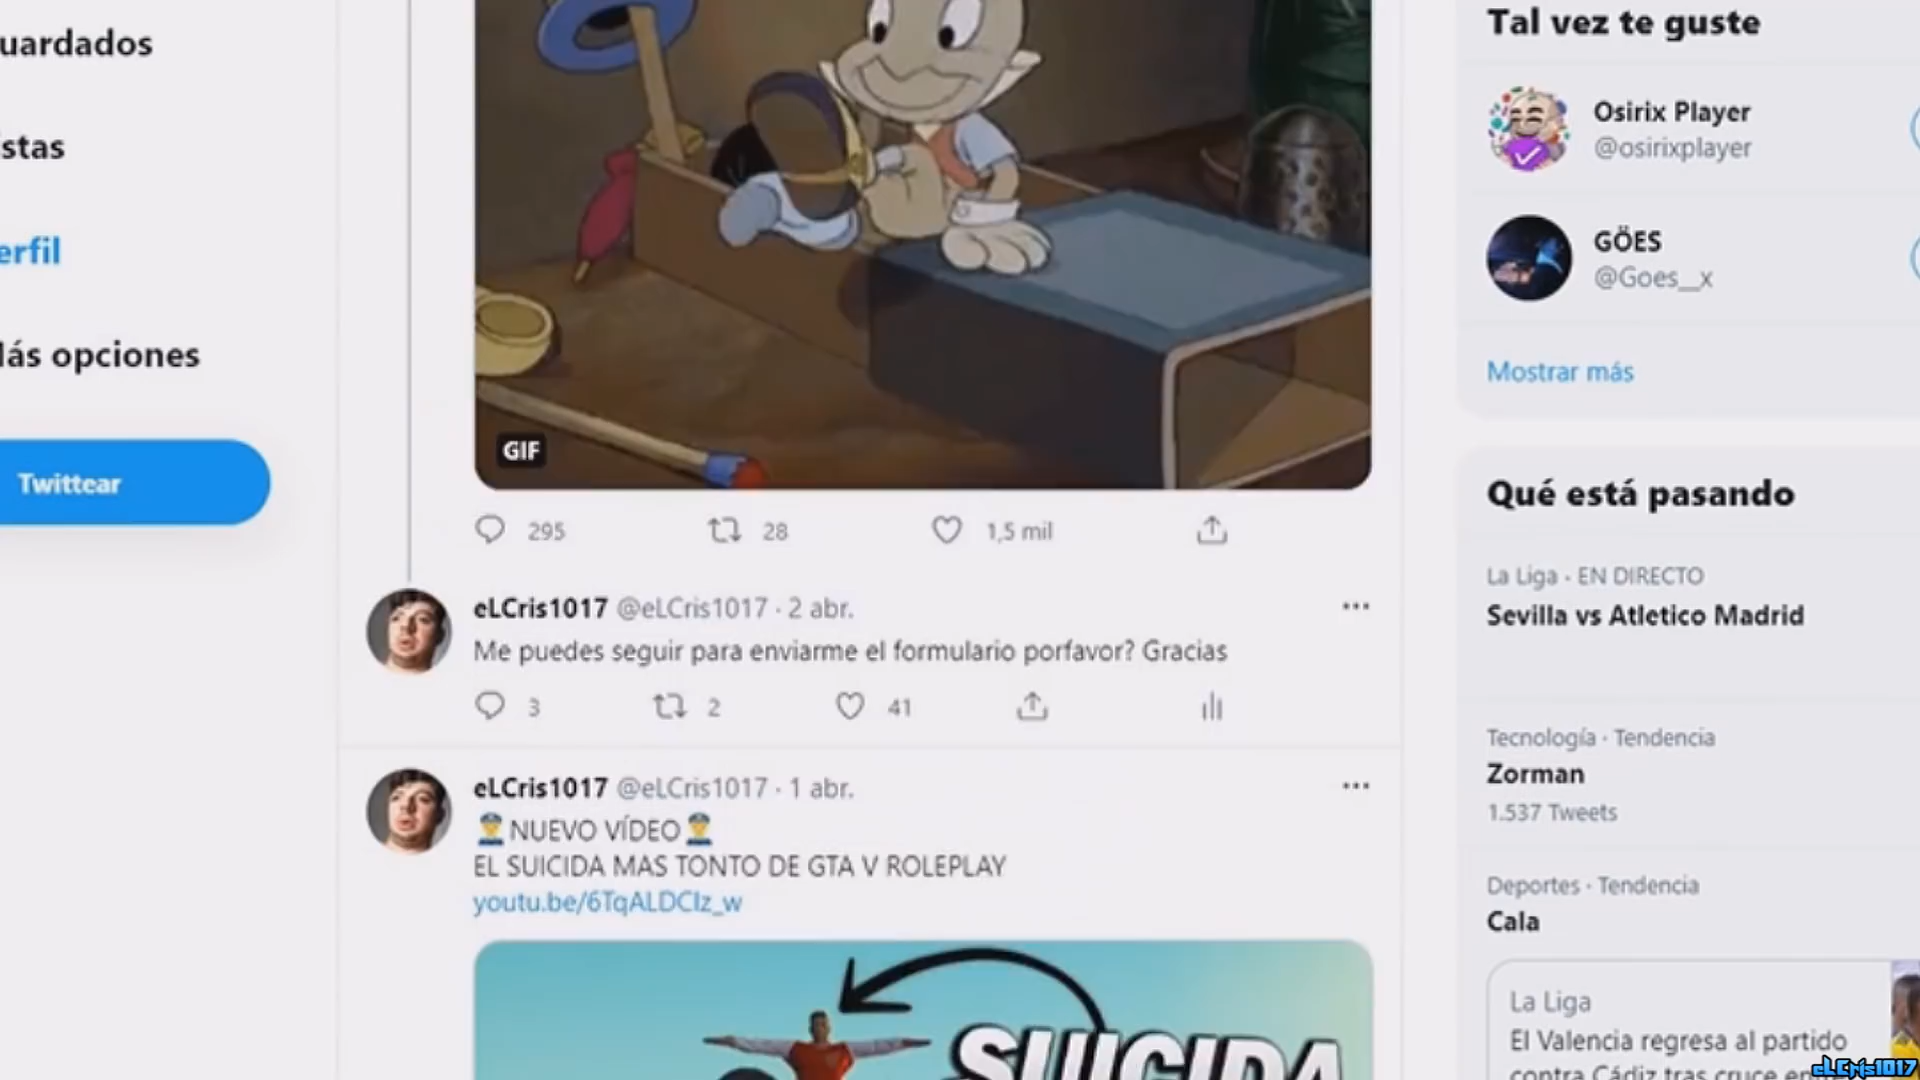 uardados
stas
erfil
ás opciones
Twittear
GIF
295
28
1,5 mil
eLCris1017 @eLCris1017 · 2 abr.
Me puedes seguir para enviarme el formulario porfavor? Gracias
3
2
41
eLCris1017 @eLCris1017 · 1 abr.
NUEVO VÍDEO
EL SUICIDA MAS TONTO DE GTA V ROLEPLAY
youtu.be/6TqALDCIz_w
SUICIDA
Tal vez te guste
Osirix Player
@osirixplayer
GÖES
@Goes__x
Mostrar más
Qué está pasando
La Liga · EN DIRECTO
Sevilla vs Atletico Madrid
Tecnología · Tendencia
Zorman
1.537 Tweets
Deportes · Tendencia
Cala
La Liga
El Valencia regresa al partido
contra Cádiz tras cruce
eLCris1017